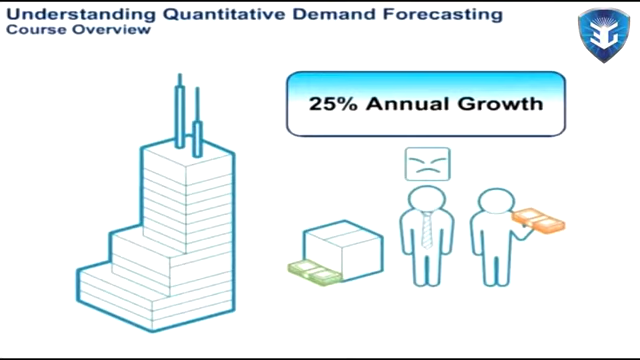 Understanding Quantitative Demand Forecasting
Course Overview
25% Annual Growth